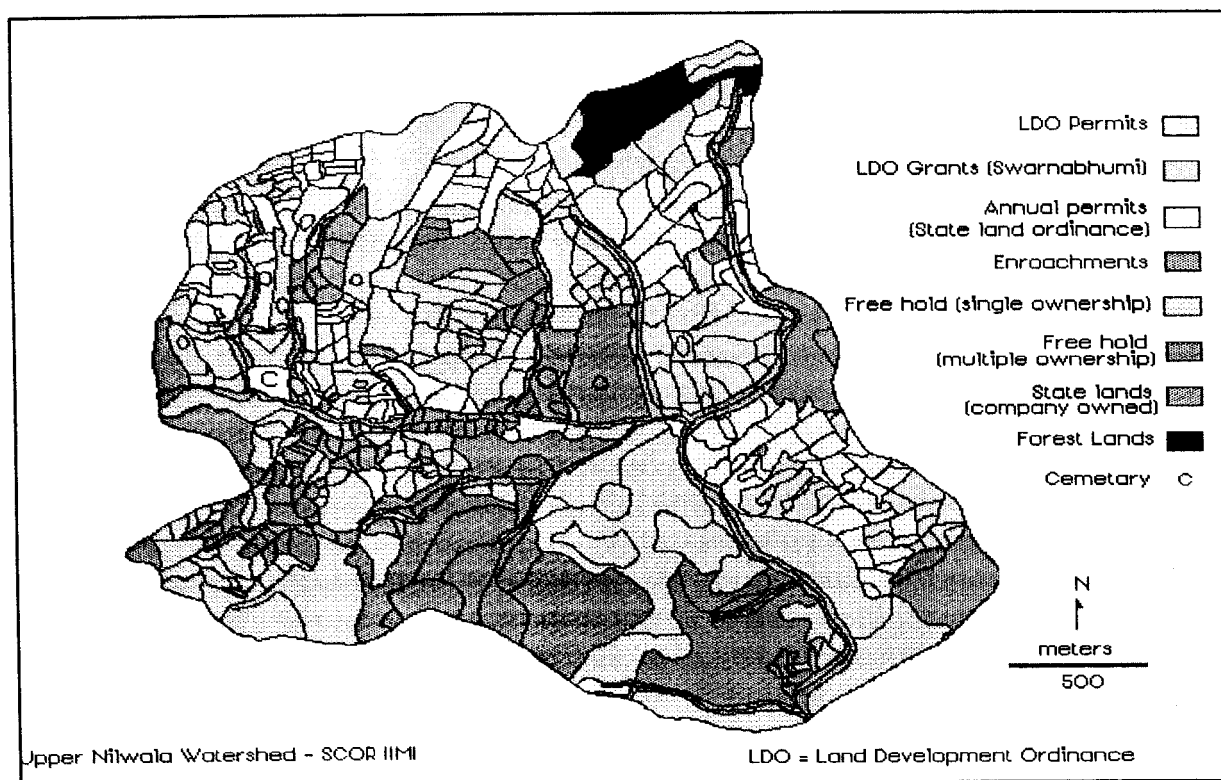 LDO Permits
LDO Grants (Swarnabhumi)
Annual permits
(State land ordinance)
Enroachments
Free hold (single ownership)
Free hold
(multiple ownership)
State lands
(company owned)
Forest Lands
Cemetary C
C
N
meters
500
Upper Nilwala Watershed - SCOR IIMI
LDO = Land Development Ordinance